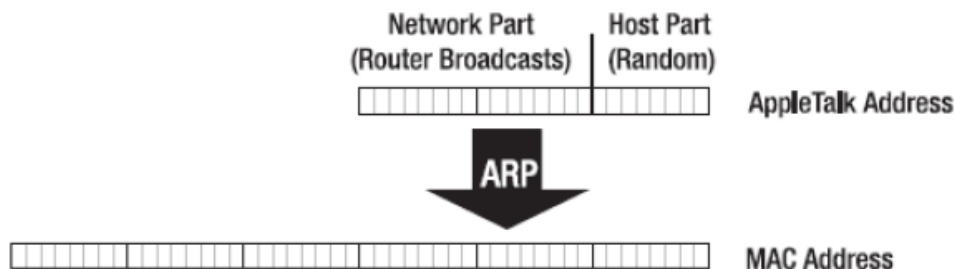 Network Part
(Router Broadcasts)
Host Part
(Random)
AppleTalk Address
ARP
MAC Address